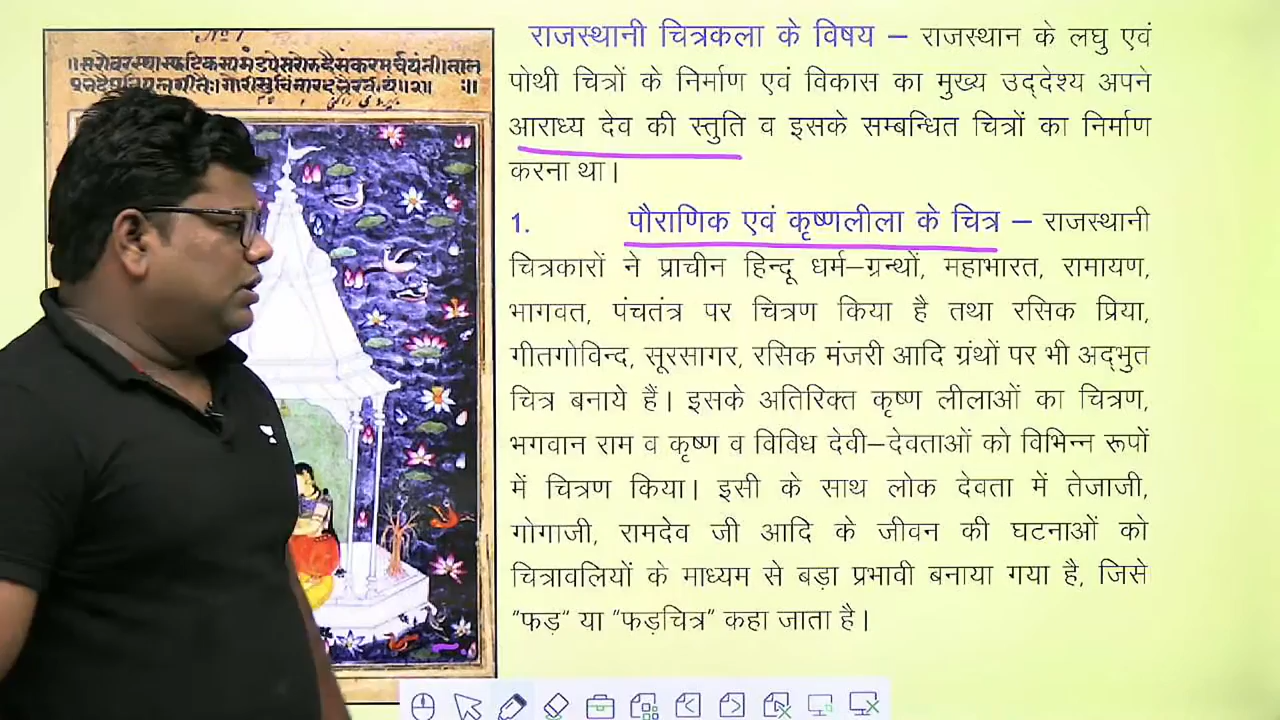 राजस्थानी चित्रकला के विषय – राजस्थान के लघु एवं
पोथी चित्रों के निर्माण एवं विकास का मुख्य उद्‌देश्य अपने
आराध्य देव की स्तुति व इसके सम्बन्धित चित्रों का निर्माण
करना था।
1. पौराणिक एवं कृष्णलीला के चित्र – राजस्थानी
चित्रकारों ने प्राचीन हिन्दू धर्म–ग्रन्थों, महाभारत, रामायण,
भागवत, पंचतंत्र पर चित्रण किया है तथा रसिक प्रिया,
गीतगोविन्द, सूरसागर, रसिक मंजरी आदि ग्रंथों पर भी अद्‌भुत
चित्र बनाये हैं। इसके अतिरिक्त कृष्ण लीलाओं का चित्रण,
भगवान राम व कृष्ण व विविध देवी–देवताओं को विभिन्न रूपों
में चित्रण किया। इसी के साथ लोक देवता में तेजाजी,
गोगाजी, रामदेव जी आदि के जीवन की घटनाओं को
चित्रावलियों के माध्यम से बड़ा प्रभावी बनाया गया है, जिसे
"फड़" या "फड़चित्र" कहा जाता है।